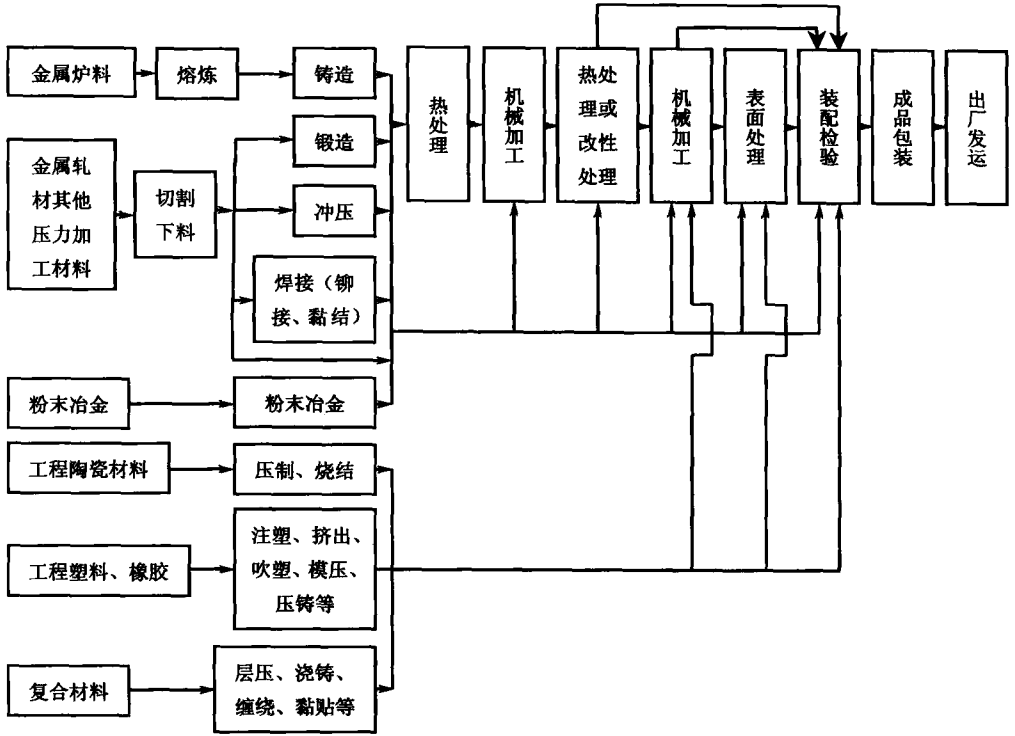 金属炉料
熔炼
铸造
金属轧
材其他
压力加
工材料
切割
下料
锻造
冲压
焊接（铆
接、黏结）
粉末冶金
粉末冶金
工程陶瓷材料
压制、烧结
工程塑料、橡胶
注塑、挤出、
吹塑、模压、
压铸等
复合材料
层压、浇铸、
缠绕、黏贴等
热处理
机械加工
热处
理或
改性
处理
机械加工
表面处理
装配检验
成品包装
出厂发运